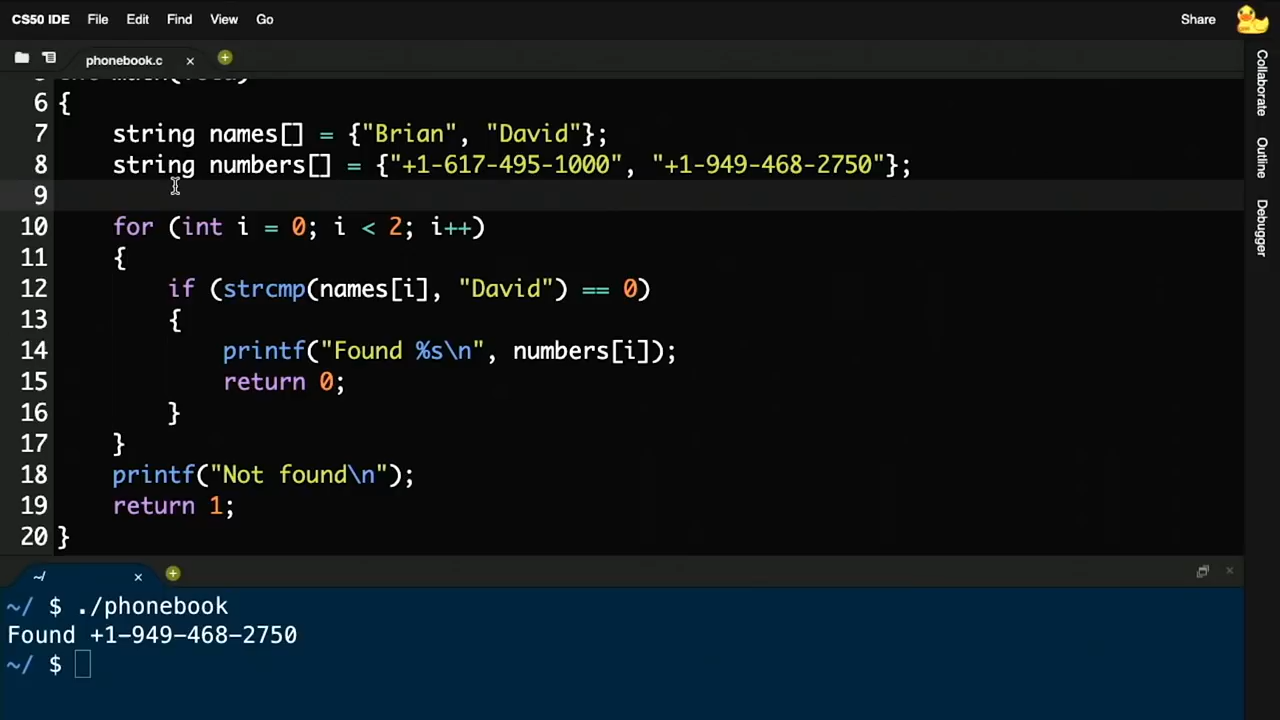 CS50 IDE File Edit Find View Go Share
phonebook.c
6 {
7 string names[] = {"Brian", "David"};
8 string numbers[] = {"+1-617-495-1000", "+1-949-468-2750"};
9
10 for (int i = 0; i < 2; i++)
11 {
12 if (strcmp(names[i], "David") == 0)
13 {
14 printf("Found %s\n", numbers[i]);
15 return 0;
16 }
17 }
18 printf("Not found\n");
19 return 1;
20 }
~/
~/ $ ./phonebook
Found +1-949-468-2750
~/ $
Collaborate
Outline
Debugger